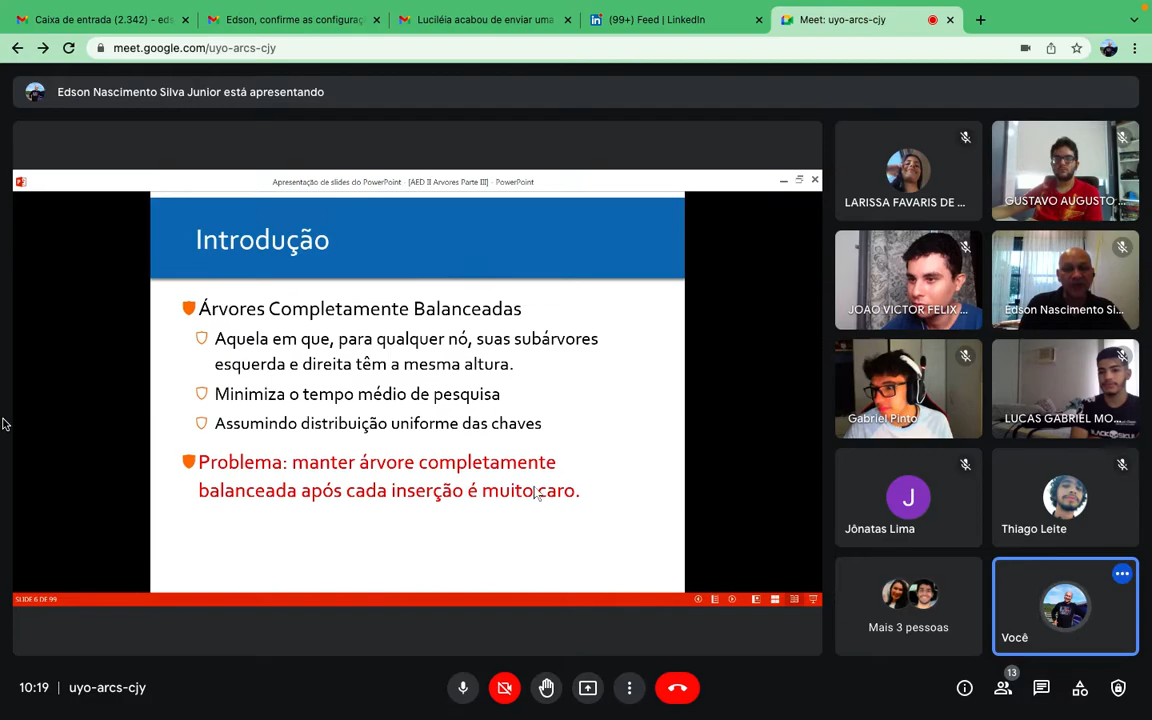 Caixa de entrada (2.342) - eds
Edson, confirme as configuraç
Luciléia acabou de enviar uma
(99+) Feed | LinkedIn
Meet: uyo-arcs-cjy
meet.google.com/uyo-arcs-cjy
Edson Nascimento Silva Junior está apresentando
Apresentação de slides do PowerPoint - [AED II Arvores Parte III] - PowerPoint
Introdução
Árvores Completamente Balanceadas
Aquela em que, para qualquer nó, suas subárvores
esquerda e direita têm a mesma altura.
Minimiza o tempo médio de pesquisa
Assumindo distribuição uniforme das chaves
Problema: manter árvore completamente
balanceada após cada inserção é muito caro.
SLIDE 6 DE 99
LARISSA FAVARIS DE ...
GUSTAVO AUGUSTO ...
JOAO VICTOR FELIX ...
Edson Nascimento Si...
Gabriel Pinto
LUCAS GABRIEL MO...
J
Jônatas Lima
Thiago Leite
Mais 3 pessoas
Você
10:19 | uyo-arcs-cjy
13